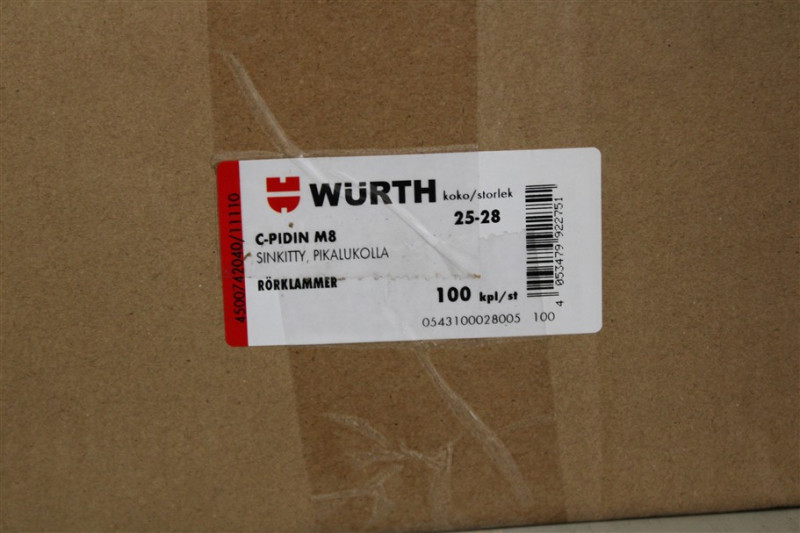 WÜRTH koko/storlek
25-28
C-PIDIN M8
SINKITTY, PIKALUKOLLA
RÖRKLAMMER
100 kpl/st
0543100028005 100
4500742040/11110
4 053479 922751